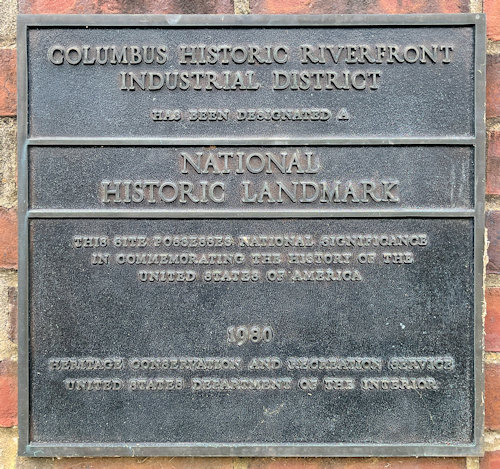 COLUMBUS HISTORIC RIVERFRONT
INDUSTRIAL DISTRICT
HAS BEEN DESIGNATED A
NATIONAL
HISTORIC LANDMARK
THIS SITE POSSESSES NATIONAL SIGNIFICANCE
IN COMMEMORATING THE HISTORY OF THE
UNITED STATES OF AMERICA
1980
HERITAGE CONSERVATION AND RECREATION SERVICE
UNITED STATES DEPARTMENT OF THE INTERIOR